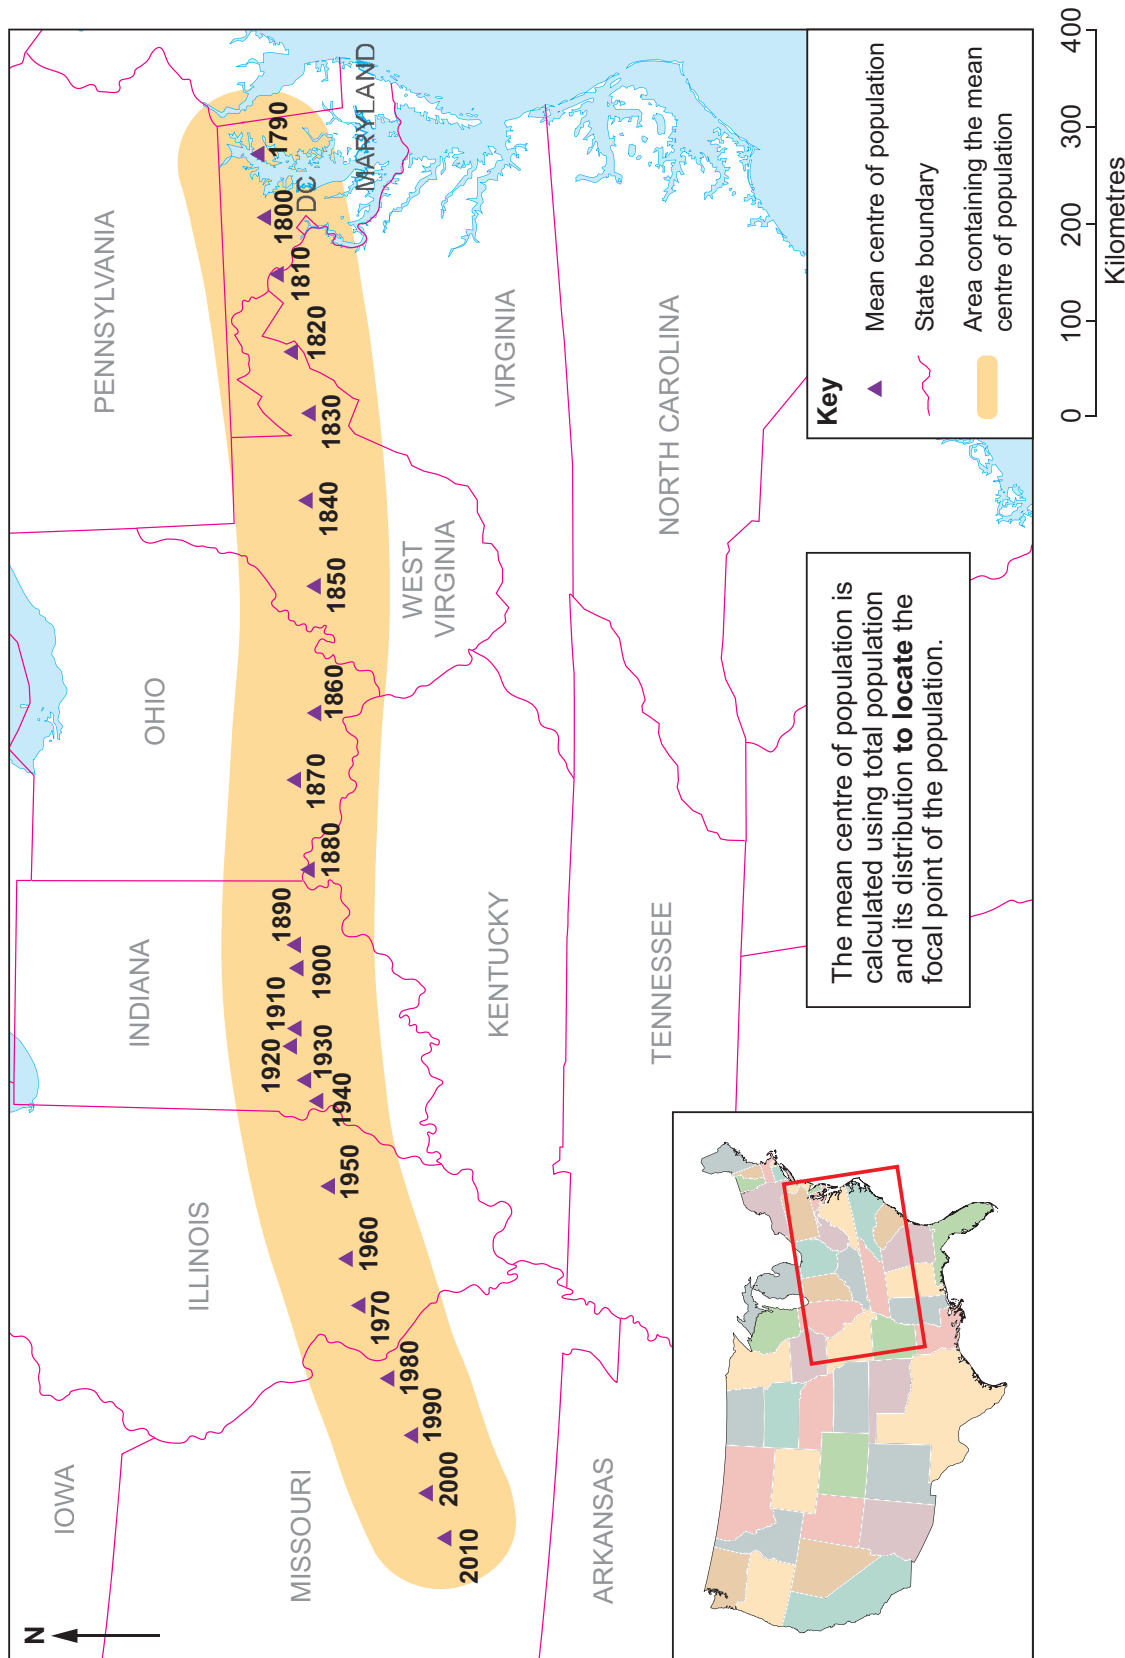 N
IOWA
MISSOURI
ARKANSAS
ILLINOIS
INDIANA
OHIO
PENNSYLVANIA
KENTUCKY
TENNESSEE
WEST
VIRGINIA
VIRGINIA
NORTH CAROLINA
DC
MARYLAND
2010
2000
1990
1980
1970
1960
1950
1940
1930
1920
1910
1900
1890
1880
1870
1860
1850
1840
1830
1820
1810
1800
1790
The mean centre of population is
calculated using total population
and its distribution to locate the
focal point of the population.
Key
Mean centre of population
State boundary
Area containing the mean
centre of population
0 100 200 300 400
Kilometres